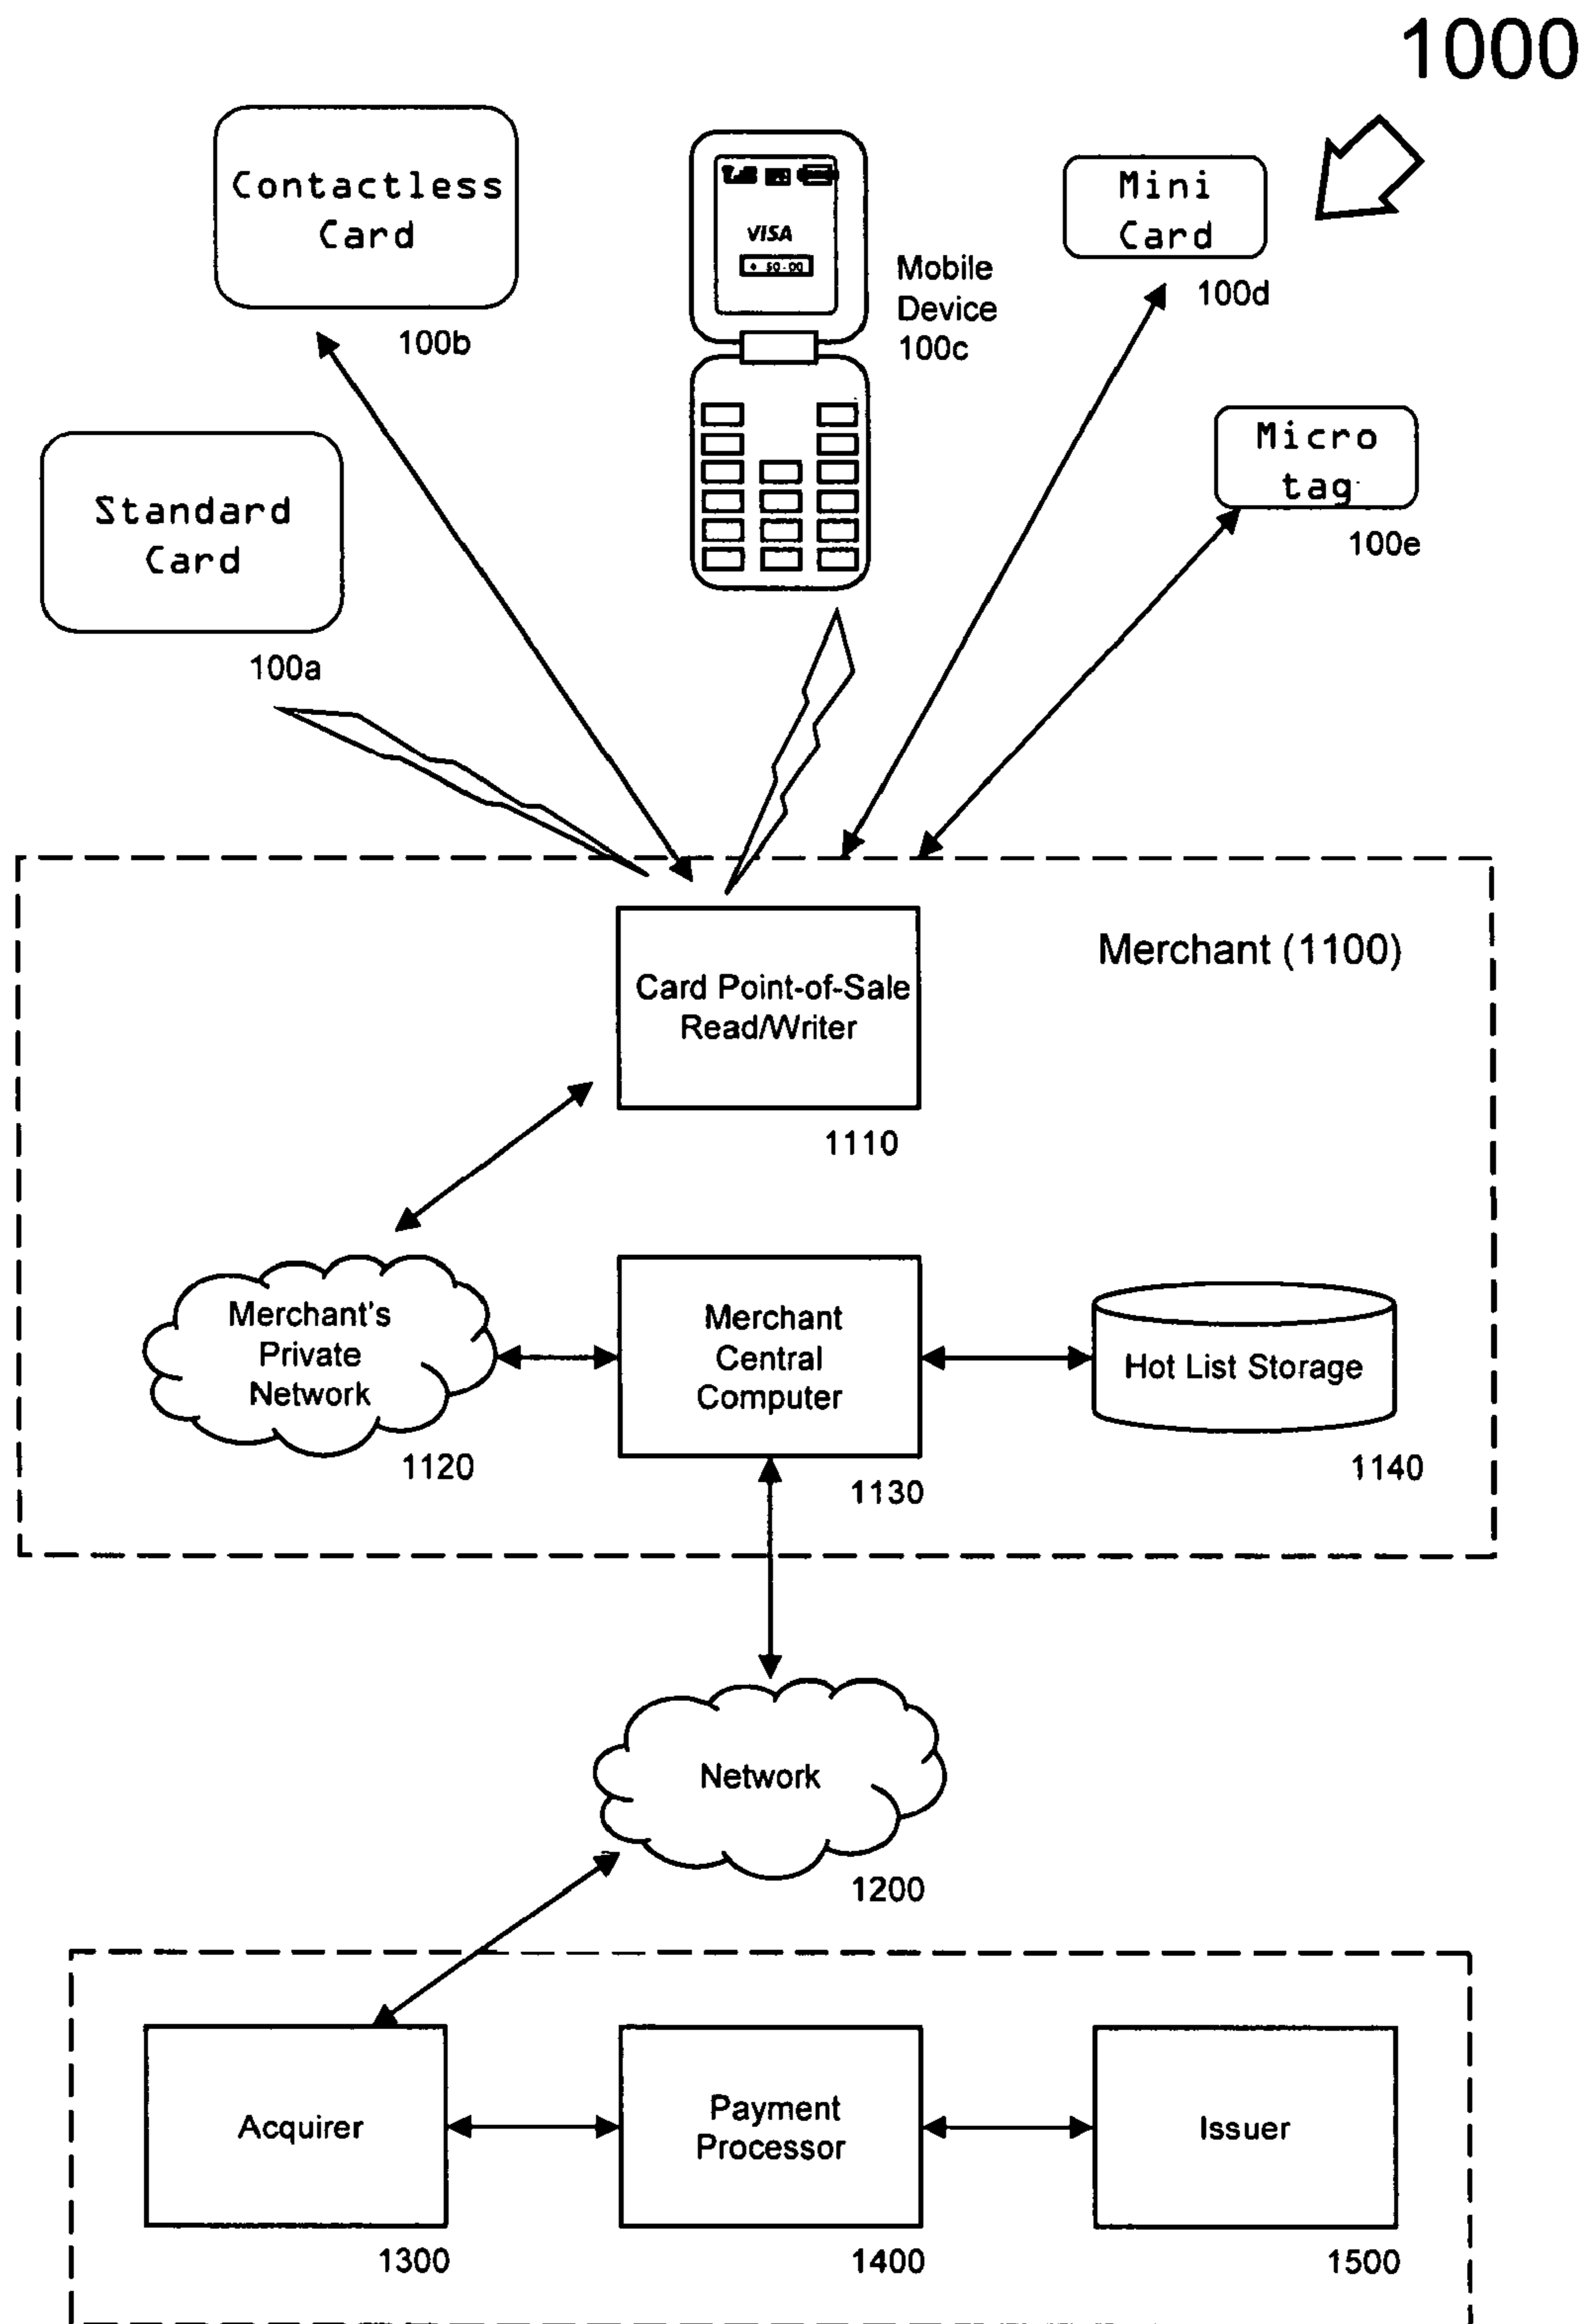 1000
Contactless
Card
100b
VISA
Mobile
Device
100c
Mini
Card
100d
Standard
Card
100a
Micro
tag
100e
Merchant (1100)
Card Point-of-Sale
Read/Writer
1110
Merchant's
Private
Network
1120
Merchant
Central
Computer
1130
Hot List Storage
1140
Network
1200
Acquirer
1300
Payment
Processor
1400
Issuer
1500